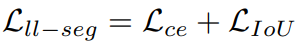 ℒ_{ll−seg} = ℒ_{ce} + ℒ_{IoU}